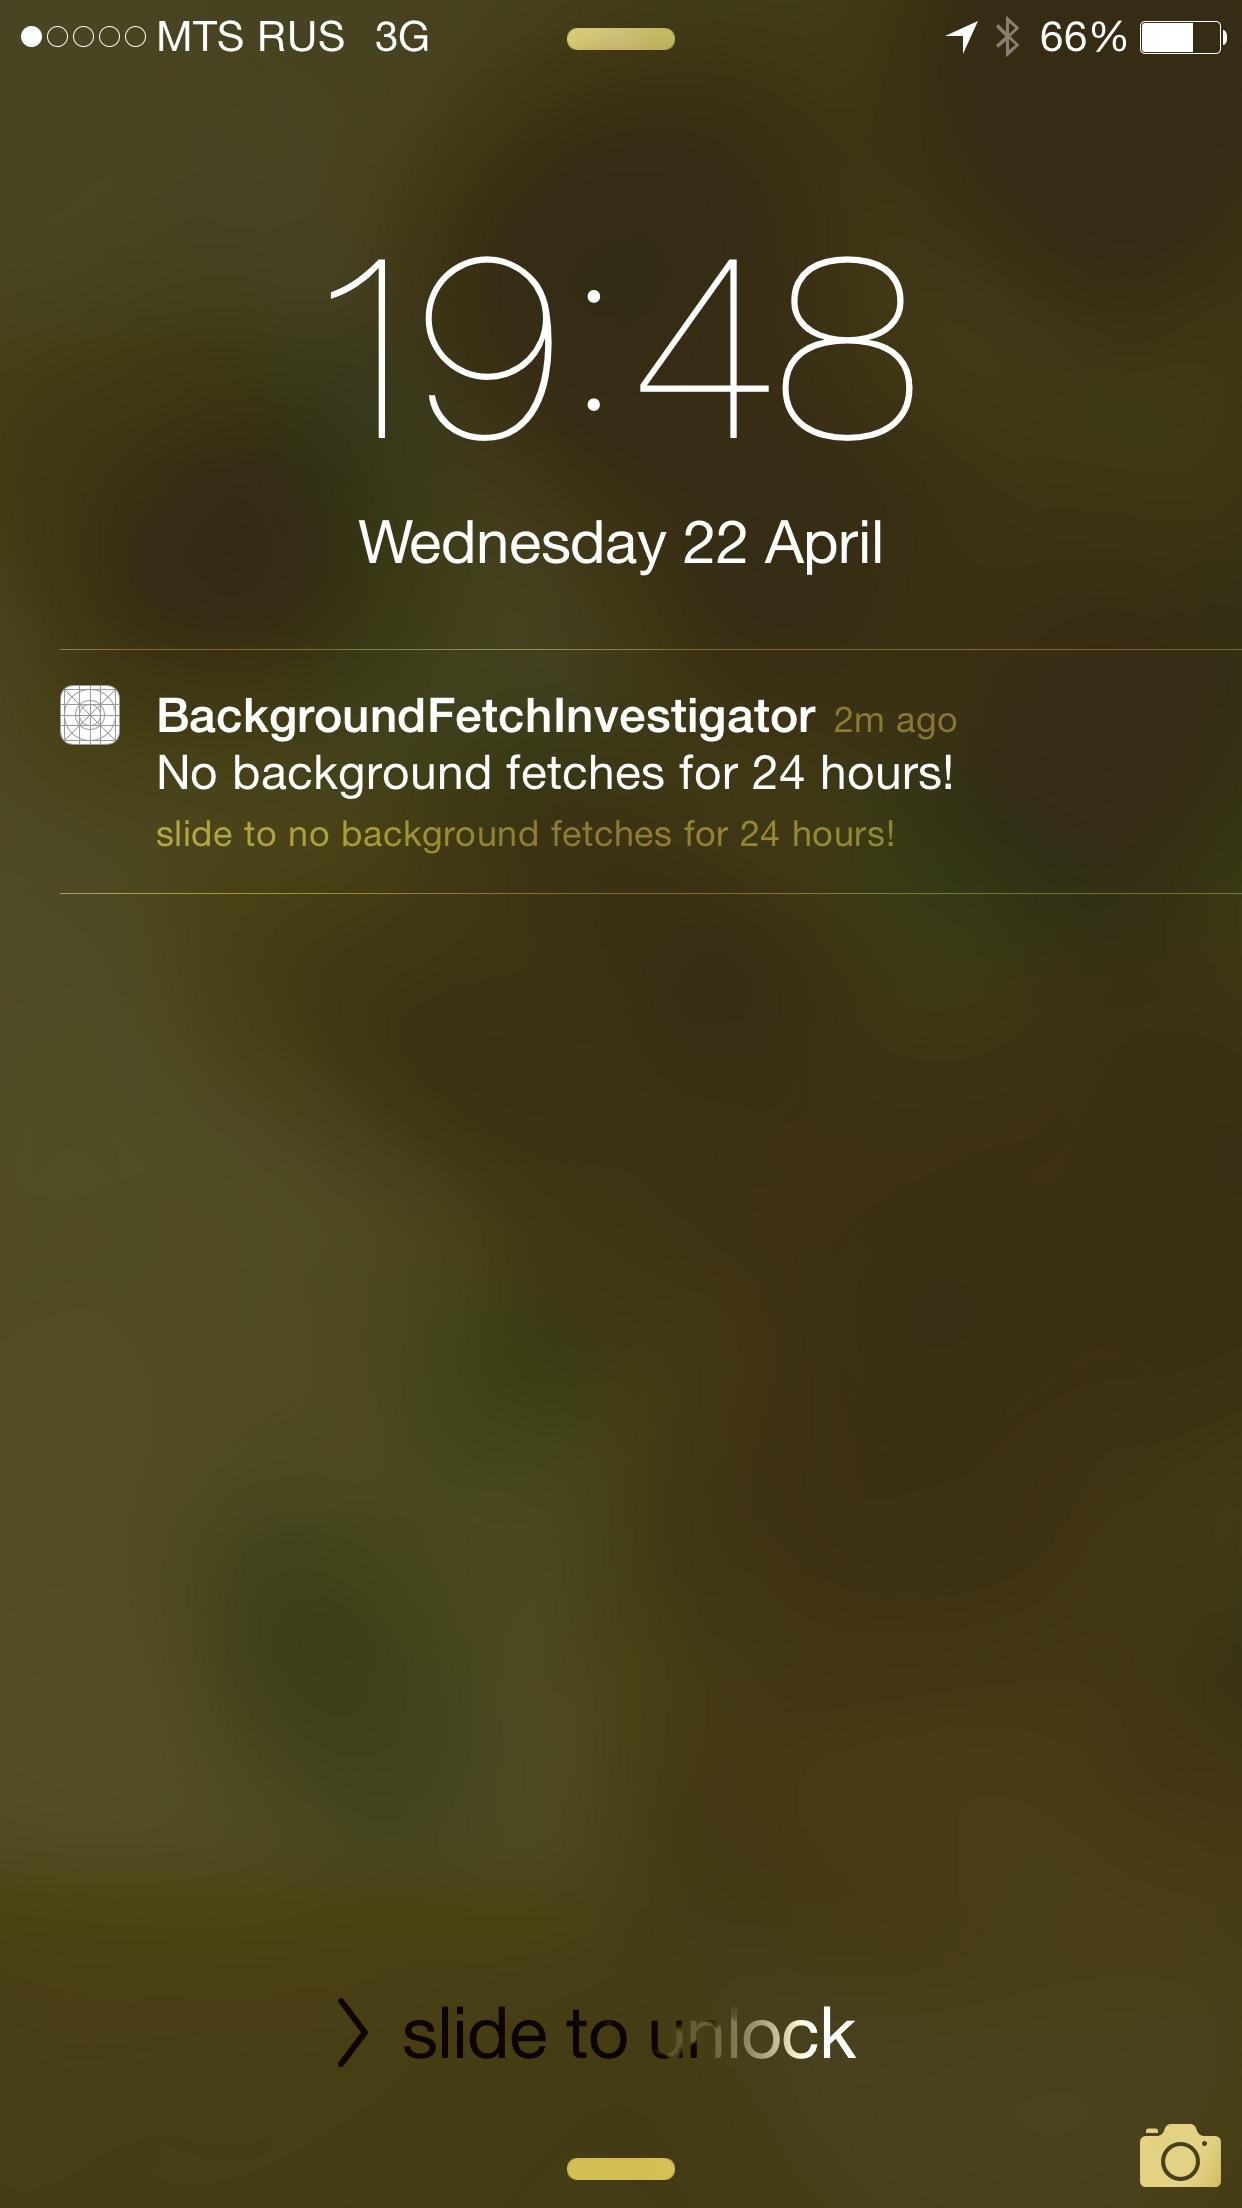 MTS RUS 3G 66%
19:48
Wednesday 22 April
BackgroundFetchInvestigator 2m ago
No background fetches for 24 hours!
slide to no background fetches for 24 hours!
slide to unlock